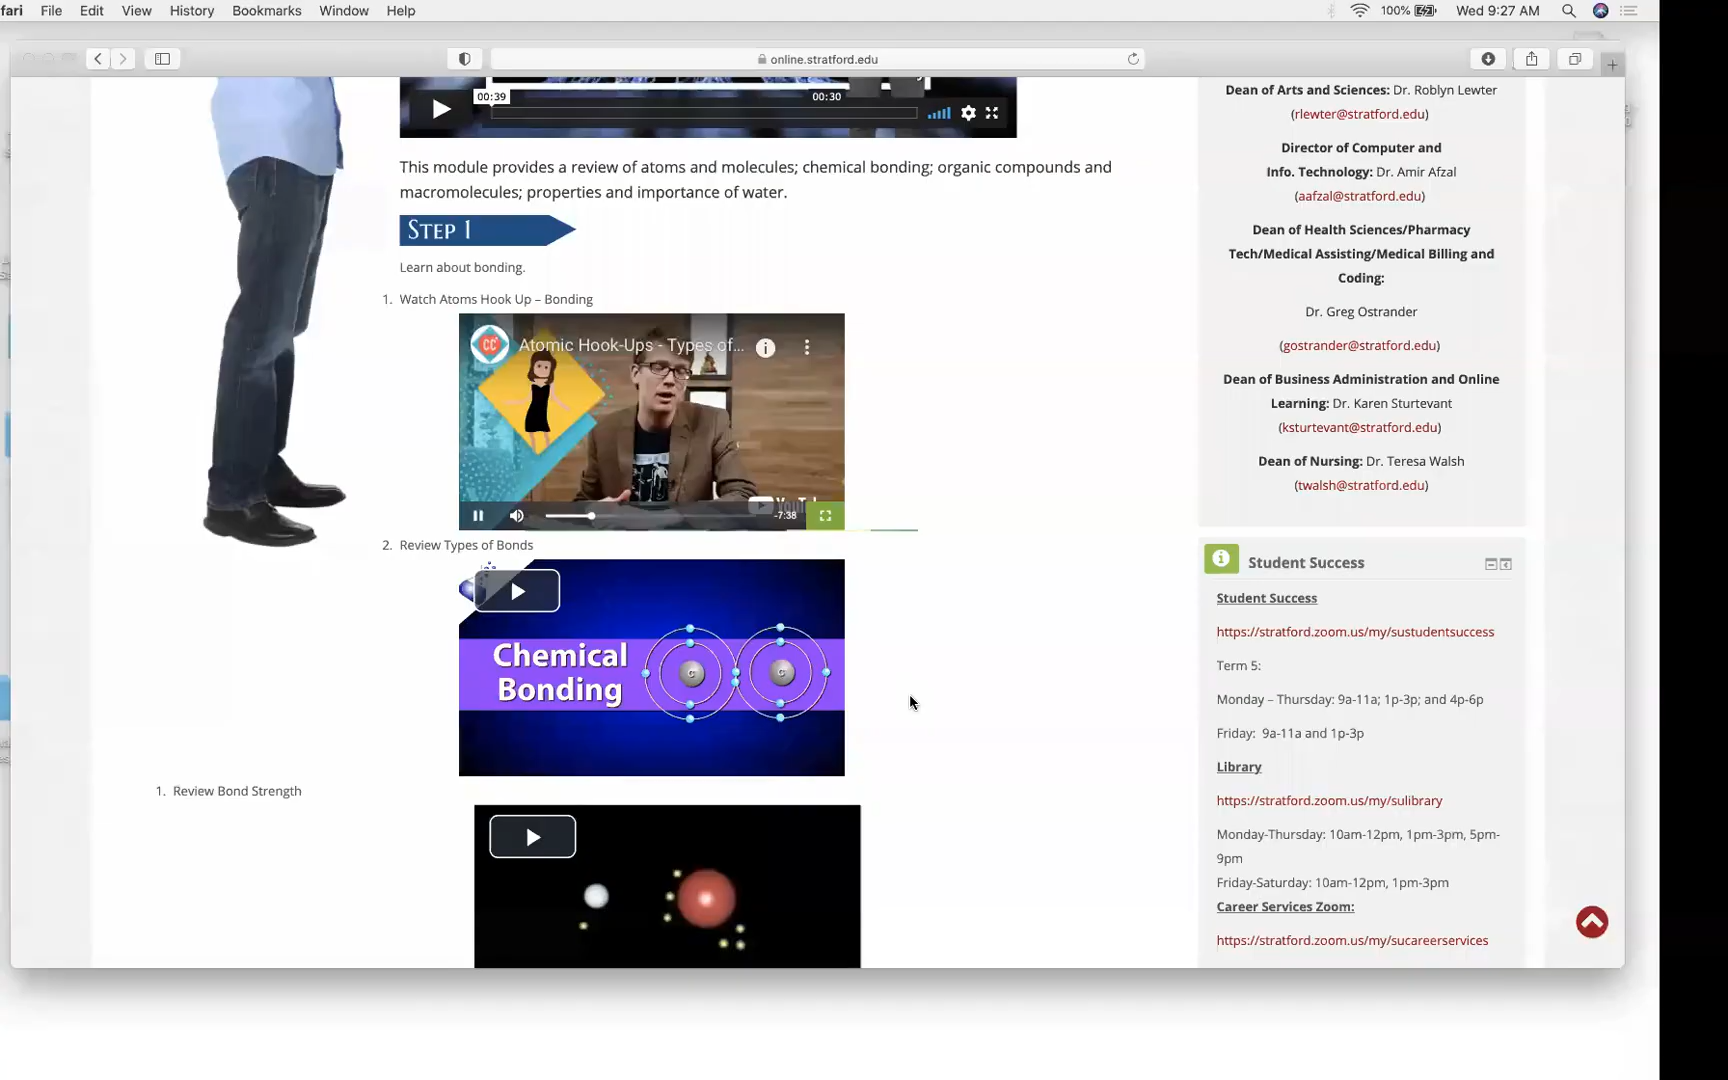 fari File Edit View History Bookmarks Window Help 100% Wed 9:27 AM
online.stratford.edu
00:39 00:30
This module provides a review of atoms and molecules; chemical bonding; organic compounds and
macromolecules; properties and importance of water.
STEP 1
Learn about bonding.
1. Watch Atoms Hook Up – Bonding
CC Atomic Hook-Ups - Types of...
-7:38
2. Review Types of Bonds
Chemical
Bonding
C C
1. Review Bond Strength
Dean of Arts and Sciences: Dr. Roblyn Lewter
(rlewter@stratford.edu)
Director of Computer and
Info. Technology: Dr. Amir Afzal
(aafzal@stratford.edu)
Dean of Health Sciences/Pharmacy
Tech/Medical Assisting/Medical Billing and
Coding:
Dr. Greg Ostrander
(gostrander@stratford.edu)
Dean of Business Administration and Online
Learning: Dr. Karen Sturtevant
(ksturtevant@stratford.edu)
Dean of Nursing: Dr. Teresa Walsh
(twalsh@stratford.edu)
Student Success
Student Success
https://stratford.zoom.us/my/sustudentsuccess
Term 5:
Monday – Thursday: 9a-11a; 1p-3p; and 4p-6p
Friday: 9a-11a and 1p-3p
Library
https://stratford.zoom.us/my/sulibrary
Monday-Thursday: 10am-12pm, 1pm-3pm, 5pm-
9pm
Friday-Saturday: 10am-12pm, 1pm-3pm
Career Services Zoom:
https://stratford.zoom.us/my/sucareerservices